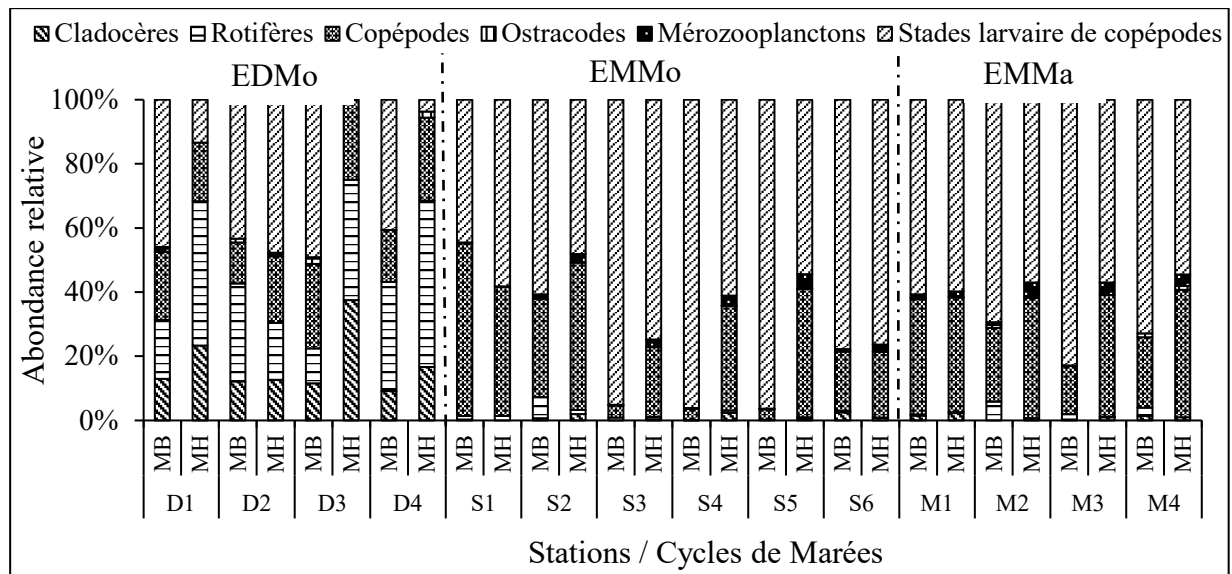 Cladocères Rotifères Copépodes Ostracodes Mérozooplanctons Stades larvaire de copépodes
EDMo EMMo EMMa
100%
80%
60%
40%
20%
0%
Abondance relative
MB MH MB MH MB MH MB MH MB MH MB MH MB MH MB MH MB MH MB MH MB MH MB MH MB MH MB MH
D1 D2 D3 D4 S1 S2 S3 S4 S5 S6 M1 M2 M3 M4
Stations / Cycles de Marées